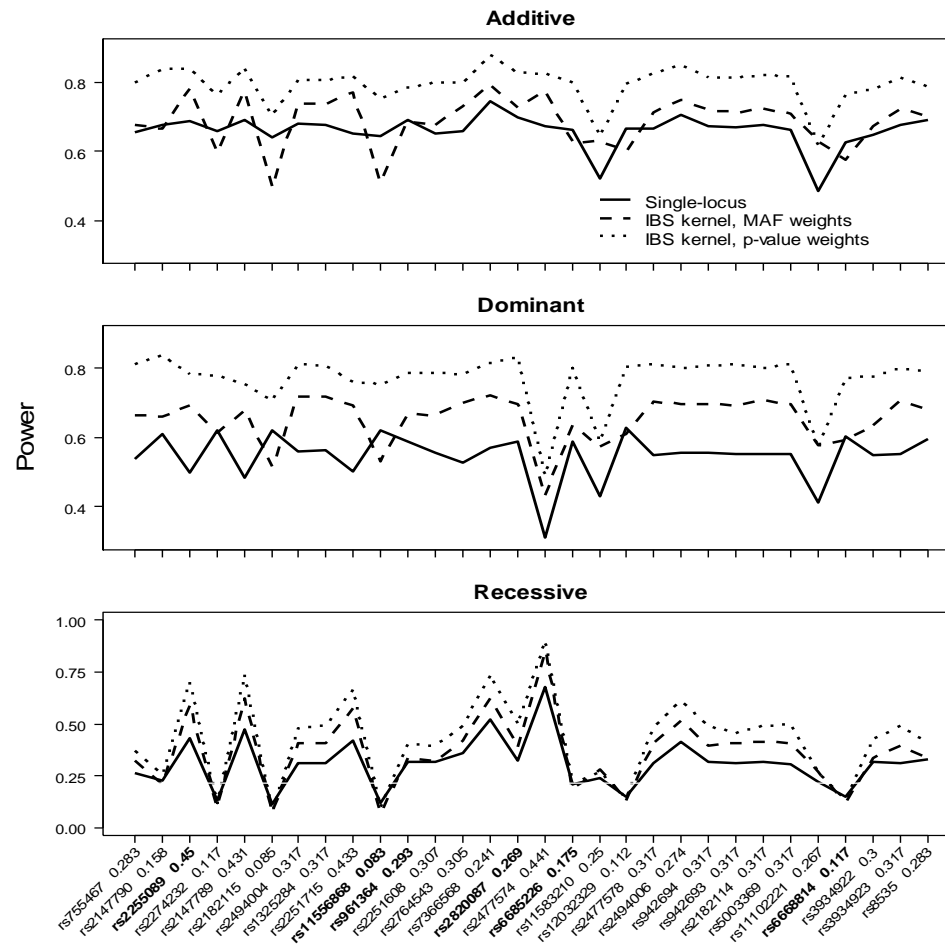 Additive
0.8
0.6
0.4
Single-locus
IBS kernel, MAF weights
IBS kernel, p-value weights
Dominant
0.8
0.6
0.4
Power
Recessive
1.00
0.75
0.50
0.25
0.00
rs755467 0.283
rs2147790 0.158
rs2255089 0.45
rs2274232 0.117
rs2147789 0.431
rs2182115 0.085
rs2494004 0.317
rs1325284 0.317
rs2251715 0.433
rs11556868 0.083
rs961364 0.293
rs2251608 0.307
rs2764543 0.305
rs7366568 0.241
rs2820087 0.269
rs2477574 0.441
rs6685226 0.175
rs11583210 0.25
rs12032329 0.112
rs2477578 0.317
rs2494006 0.274
rs942694 0.317
rs942693 0.317
rs2182114 0.317
rs5003369 0.317
rs11102221 0.267
rs6668814 0.117
rs3934922 0.3
rs3934923 0.317
rs8535 0.283